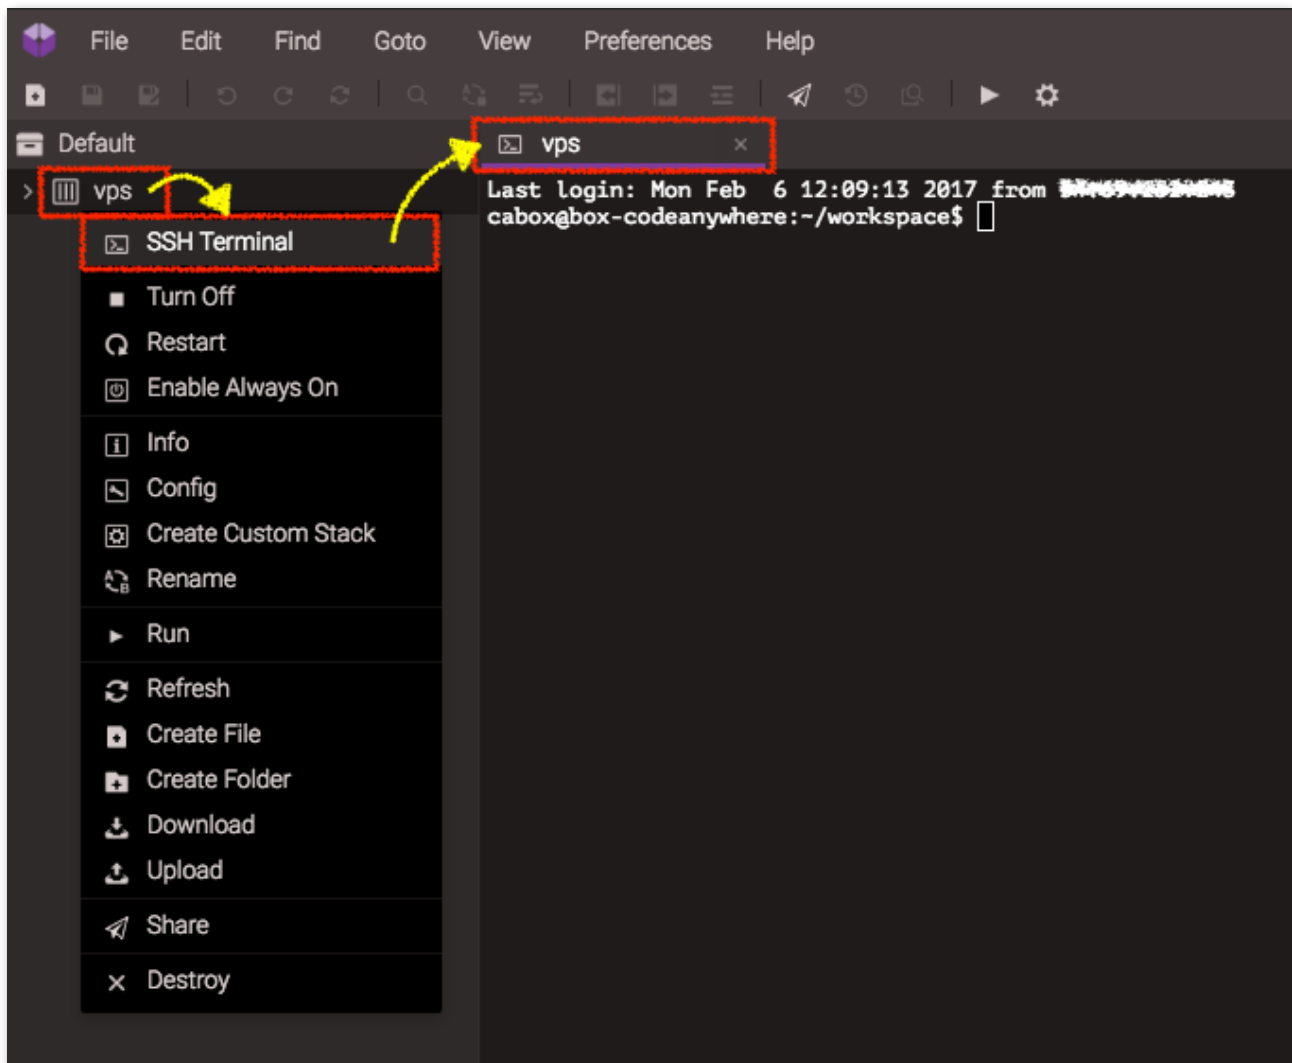 File Edit Find Goto View Preferences Help
Default
vps
vps
Last login: Mon Feb  6 12:09:13 2017 from
cabox@box-codeanywhere:~/workspace$
SSH Terminal
Turn Off
Restart
Enable Always On
Info
Config
Create Custom Stack
Rename
Run
Refresh
Create File
Create Folder
Download
Upload
Share
Destroy